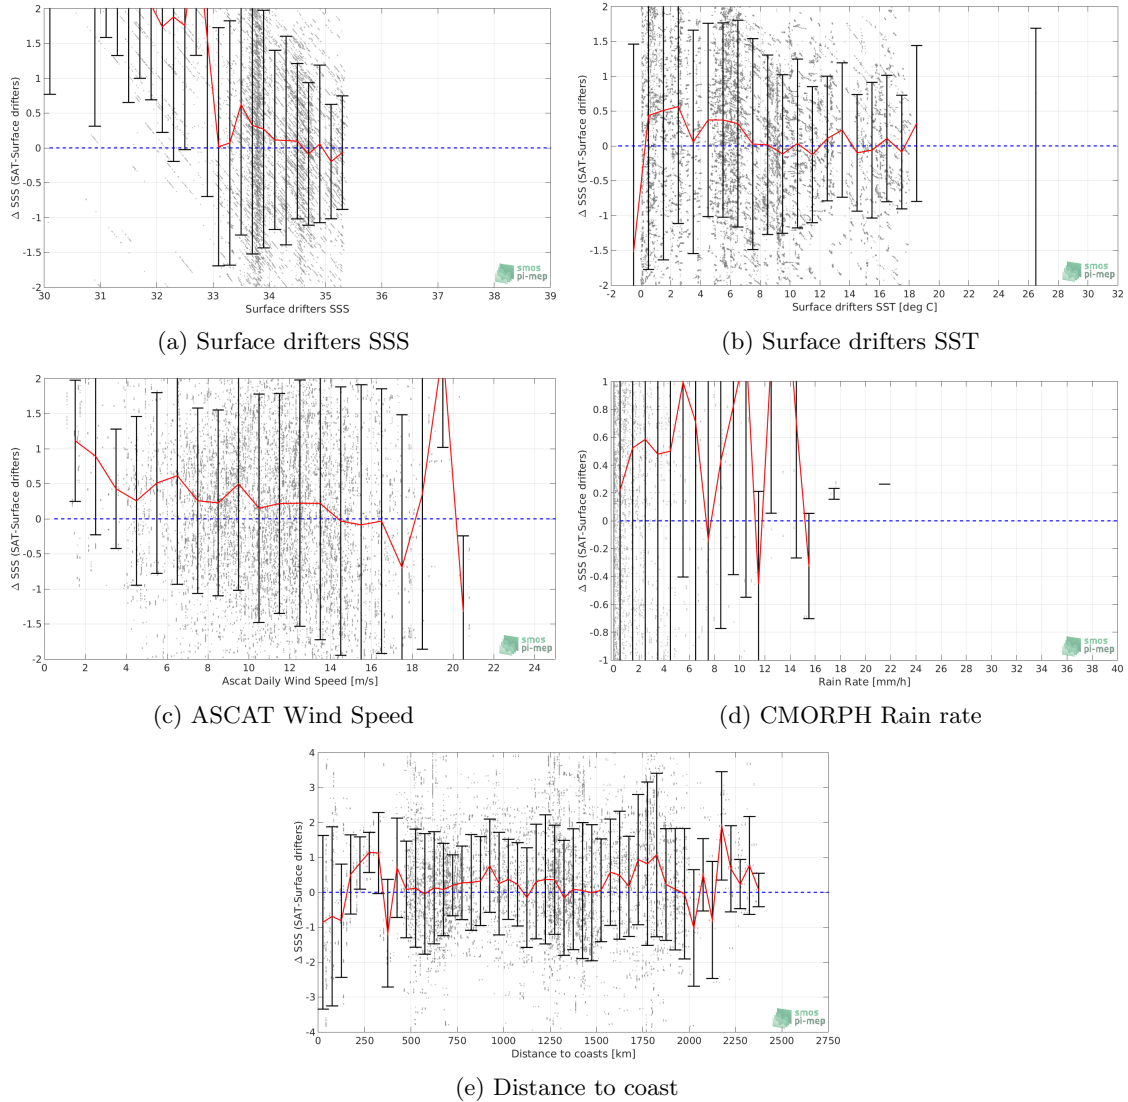 2
1.5
1
0.5
0
-0.5
-1
-1.5
-2
Δ SSS (SAT-Surface drifters)
30 31 32 33 34 35 36 37 38 39
Surface drifters SSS
smos
pi-mep
(a) Surface drifters SSS
2
1.5
1
0.5
0
-0.5
-1
-1.5
-2
Δ SSS (SAT-Surface drifters)
-2 0 2 4 6 8 10 12 14 16 18 20 22 24 26 28 30 32
Surface drifters SST [deg C]
smos
pi-mep
(b) Surface drifters SST
2
1.5
1
0.5
0
-0.5
-1
-1.5
-2
Δ SSS (SAT-Surface drifters)
0 2 4 6 8 10 12 14 16 18 20 22 24
Ascat Daily Wind Speed [m/s]
smos
pi-mep
(c) ASCAT Wind Speed
1
0.8
0.6
0.4
0.2
0
-0.2
-0.4
-0.6
-0.8
-1
Δ SSS (SAT-Surface drifters)
0 2 4 6 8 10 12 14 16 18 20 22 24 26 28 30 32 34 36 38 40
Rain Rate [mm/h]
smos
pi-mep
(d) CMORPH Rain rate
4
3
2
1
0
-1
-2
-3
-4
Δ SSS (SAT-Surface drifters)
0 250 500 750 1000 1250 1500 1750 2000 2250 2500 2750
Distance to coasts [km]
smos
pi-mep
(e) Distance to coast